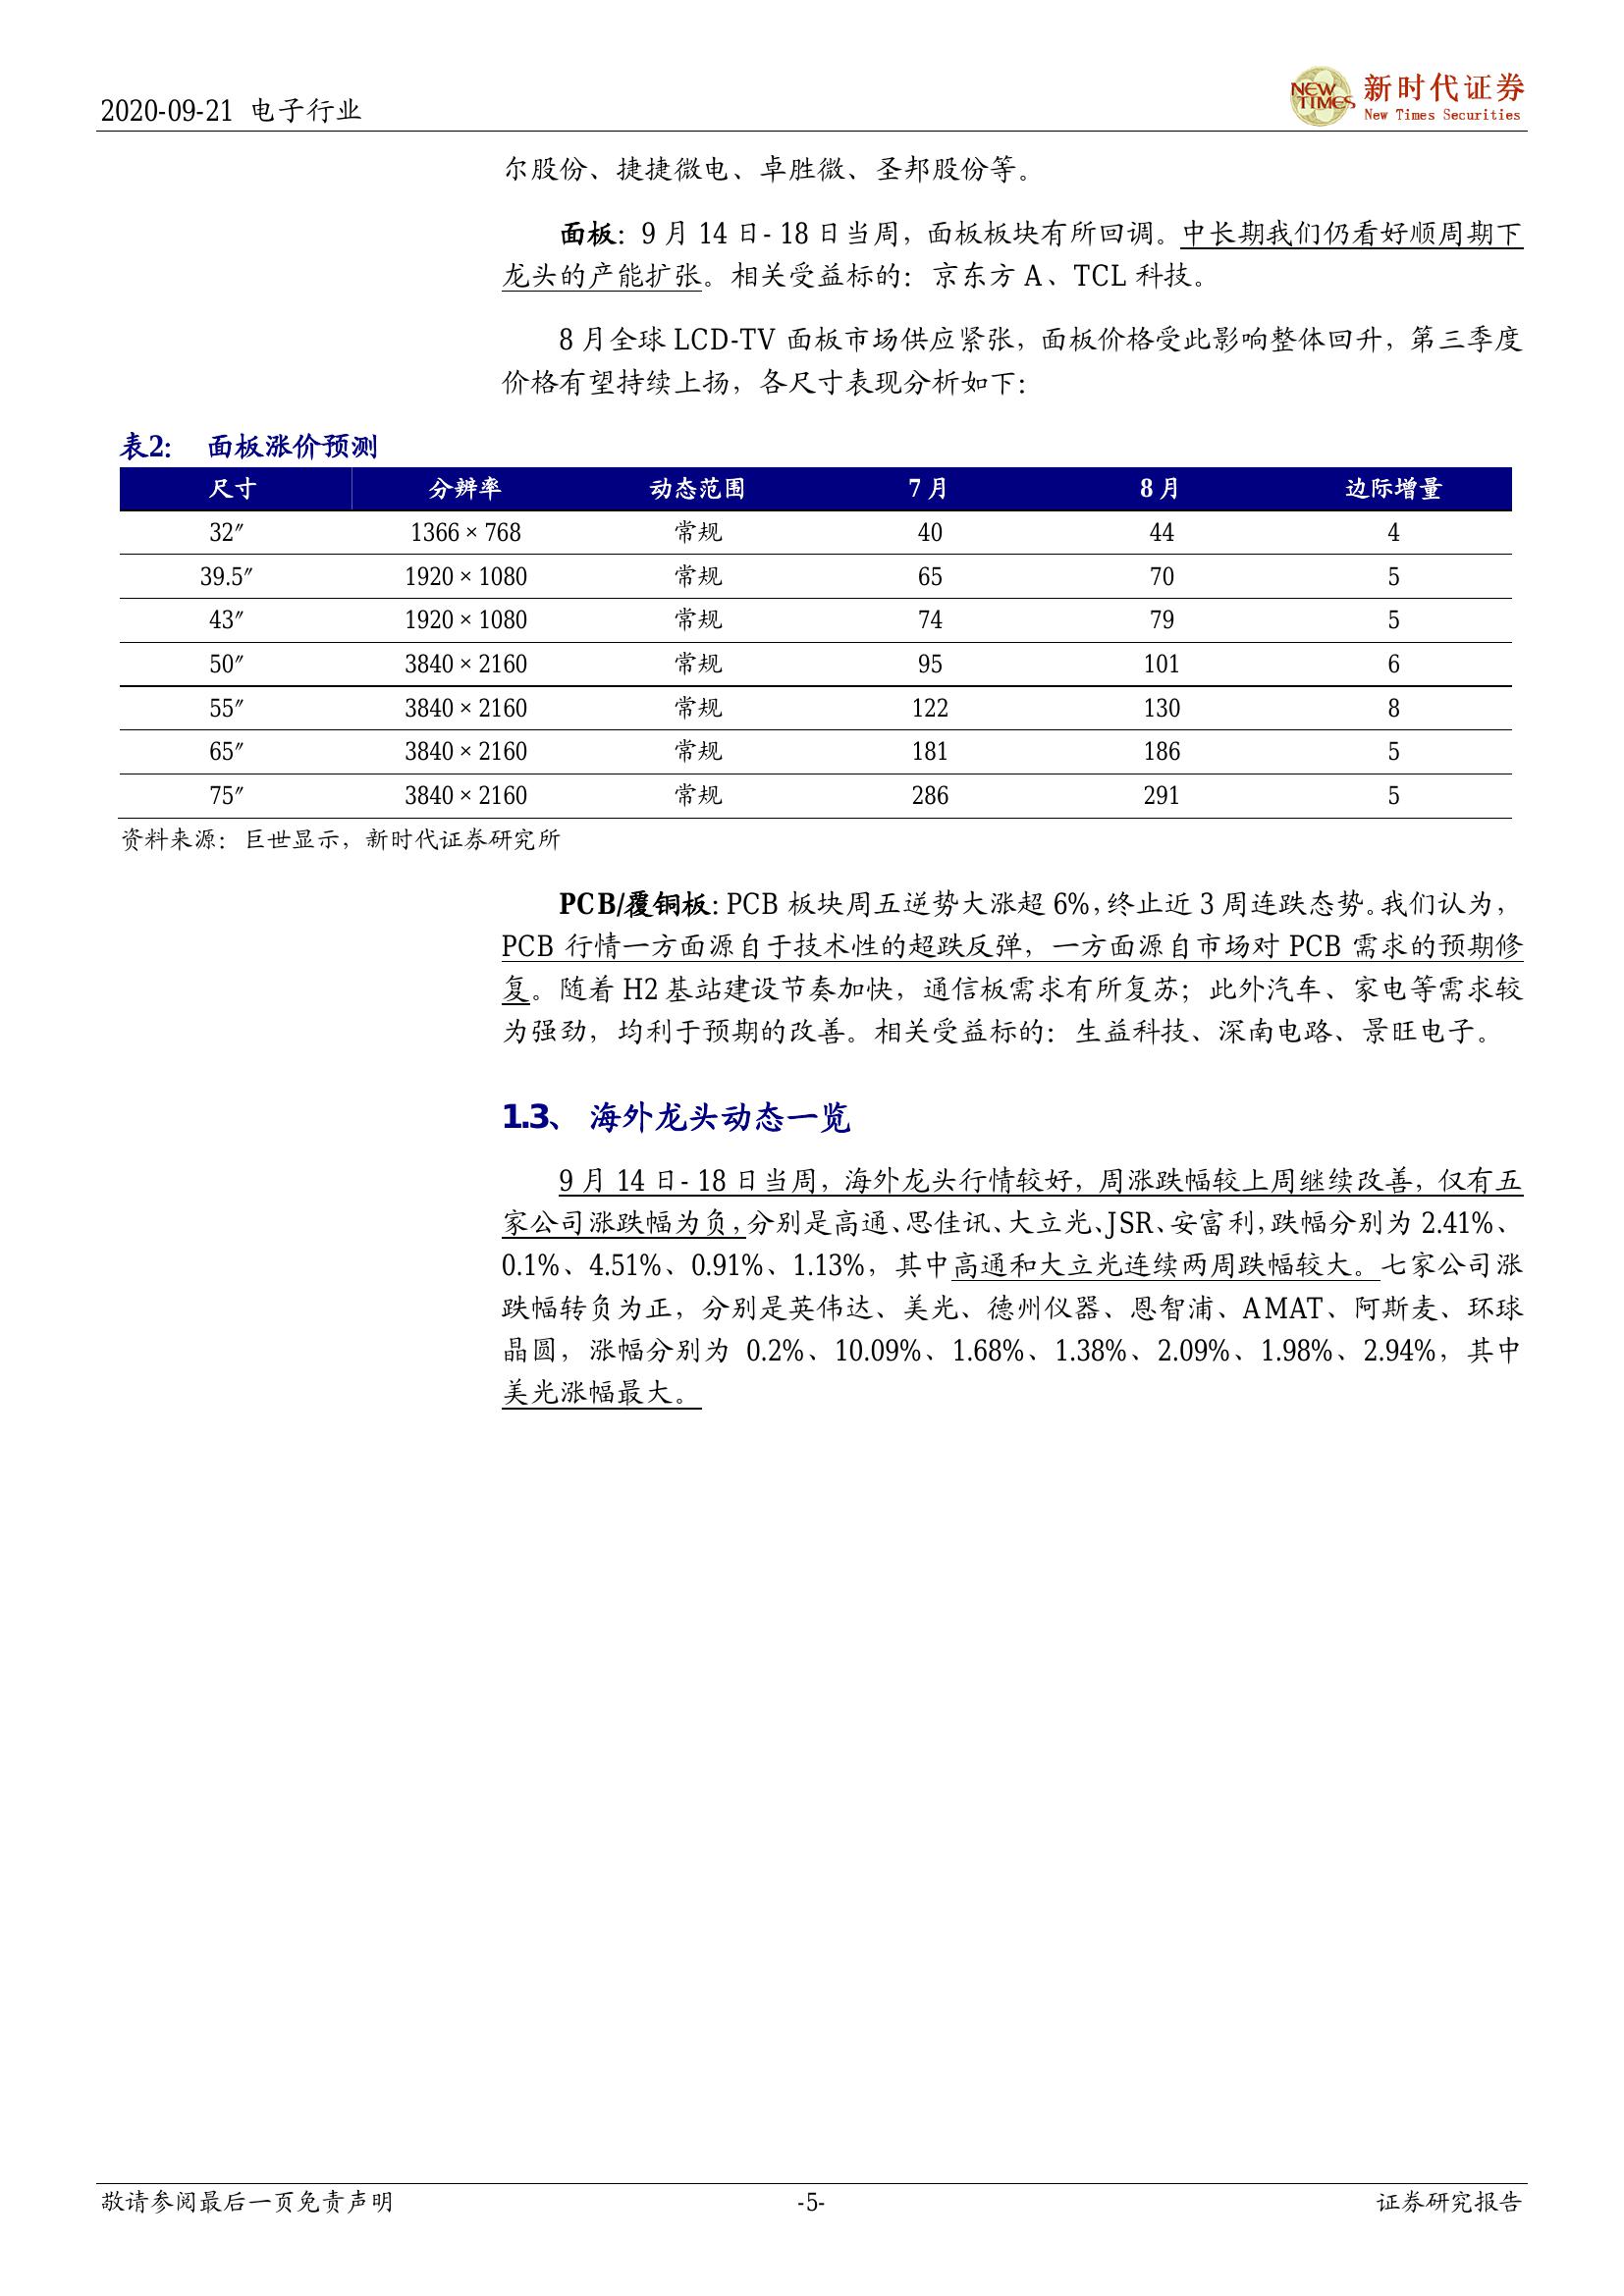 2020-09-21 电子行业
NEW TIMES
新时代证券
New Times Securities
尔股份、捷捷微电、卓胜微、圣邦股份等。
面板：9 月 14 日- 18 日当周，面板板块有所回调。中长期我们仍看好顺周期下
龙头的产能扩张。相关受益标的：京东方 A、TCL 科技。
8 月全球 LCD-TV 面板市场供应紧张，面板价格受此影响整体回升，第三季度
价格有望持续上扬，各尺寸表现分析如下：
表2： 面板涨价预测
尺寸 分辨率 动态范围 7 月 8 月 边际增量
32″ 1366 × 768 常规 40 44 4
39.5″ 1920 × 1080 常规 65 70 5
43″ 1920 × 1080 常规 74 79 5
50″ 3840 × 2160 常规 95 101 6
55″ 3840 × 2160 常规 122 130 8
65″ 3840 × 2160 常规 181 186 5
75″ 3840 × 2160 常规 286 291 5
资料来源：巨世显示，新时代证券研究所
PCB/覆铜板：PCB 板块周五逆势大涨超 6%，终止近 3 周连跌态势。我们认为，
PCB 行情一方面源自于技术性的超跌反弹，一方面源自市场对 PCB 需求的预期修
复。随着 H2 基站建设节奏加快，通信板需求有所复苏；此外汽车、家电等需求较
为强劲，均利于预期的改善。相关受益标的：生益科技、深南电路、景旺电子。
1.3、 海外龙头动态一览
9 月 14 日- 18 日当周，海外龙头行情较好，周涨跌幅较上周继续改善，仅有五
家公司涨跌幅为负，分别是高通、思佳讯、大立光、JSR、安富利，跌幅分别为 2.41%、
0.1%、4.51%、0.91%、1.13%，其中高通和大立光连续两周跌幅较大。七家公司涨
跌幅转负为正，分别是英伟达、美光、德州仪器、恩智浦、AMAT、阿斯麦、环球
晶圆，涨幅分别为 0.2%、10.09%、1.68%、1.38%、2.09%、1.98%、2.94%，其中
美光涨幅最大。
敬请参阅最后一页免责声明 -5- 证券研究报告